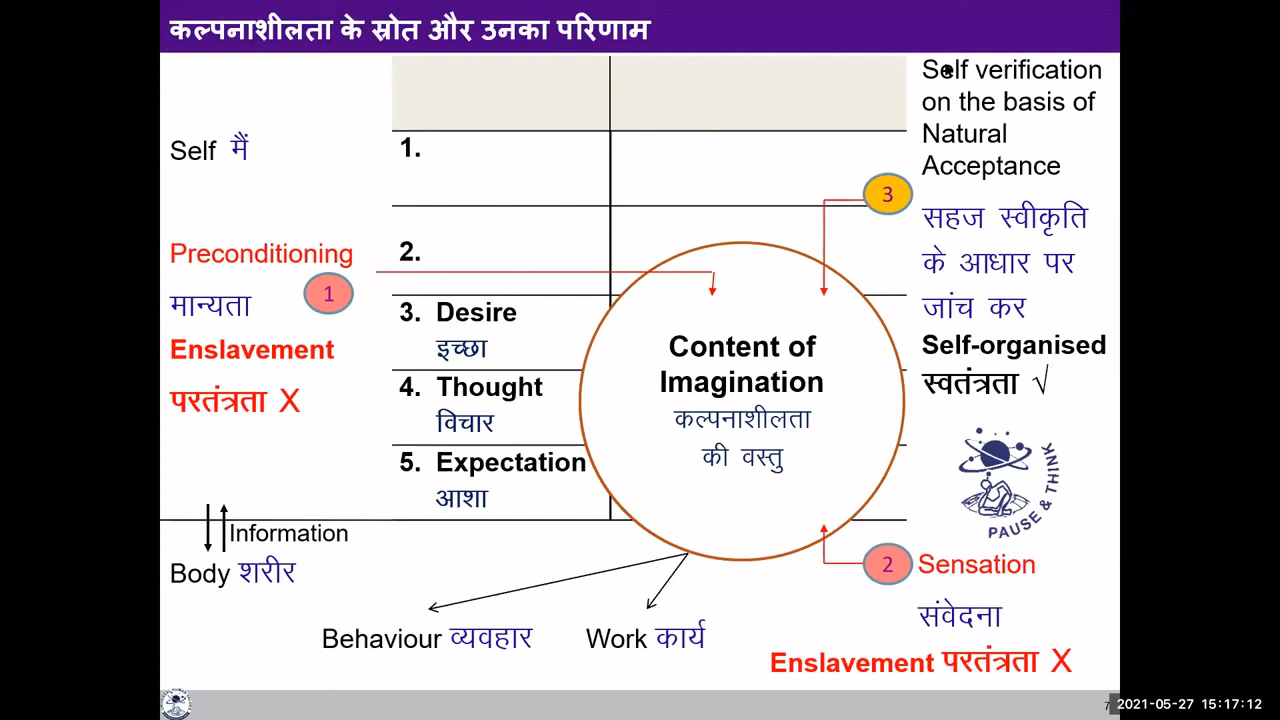 कल्पनाशीलता के स्रोत और उनका परिणाम
Self verification
on the basis of
Natural
Acceptance
सहज स्वीकृति
के आधार पर
जांच कर
Self-organised
स्वतंत्रता √
Self मैं
1.
3
Preconditioning
मान्यता
1
Enslavement
परतंत्रता X
2.
3. Desire
इच्छा
4. Thought
विचार
5. Expectation
आशा
Content of
Imagination
कल्पनाशीलता
की वस्तु
PAUSE & THINK
Information
Body शरीर
2 Sensation
संवेदना
Behaviour व्यवहार
Work कार्य
Enslavement परतंत्रता X
2021-05-27 15:17:12